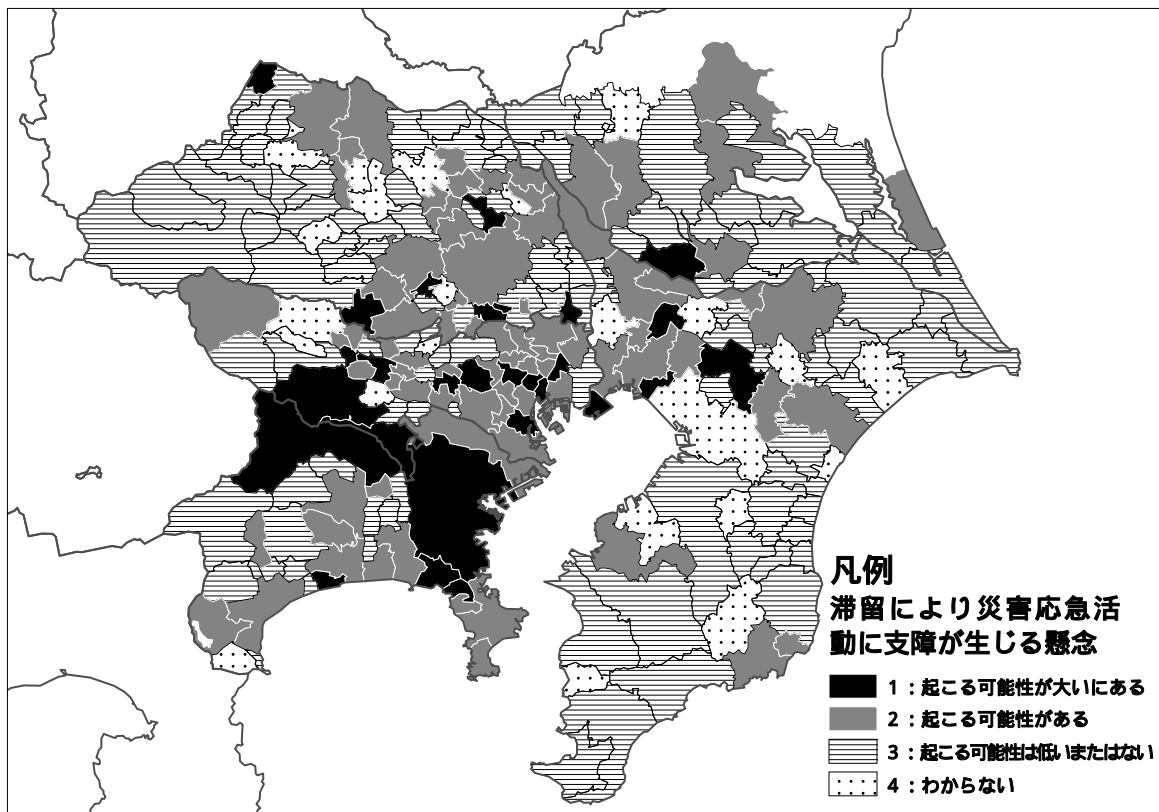 凡例
滞留により災害応急活
動に支障が生じる懸念
1：起こる可能性が大いにある
2：起こる可能性がある
3：起こる可能性は低いまたはない
4：わからない